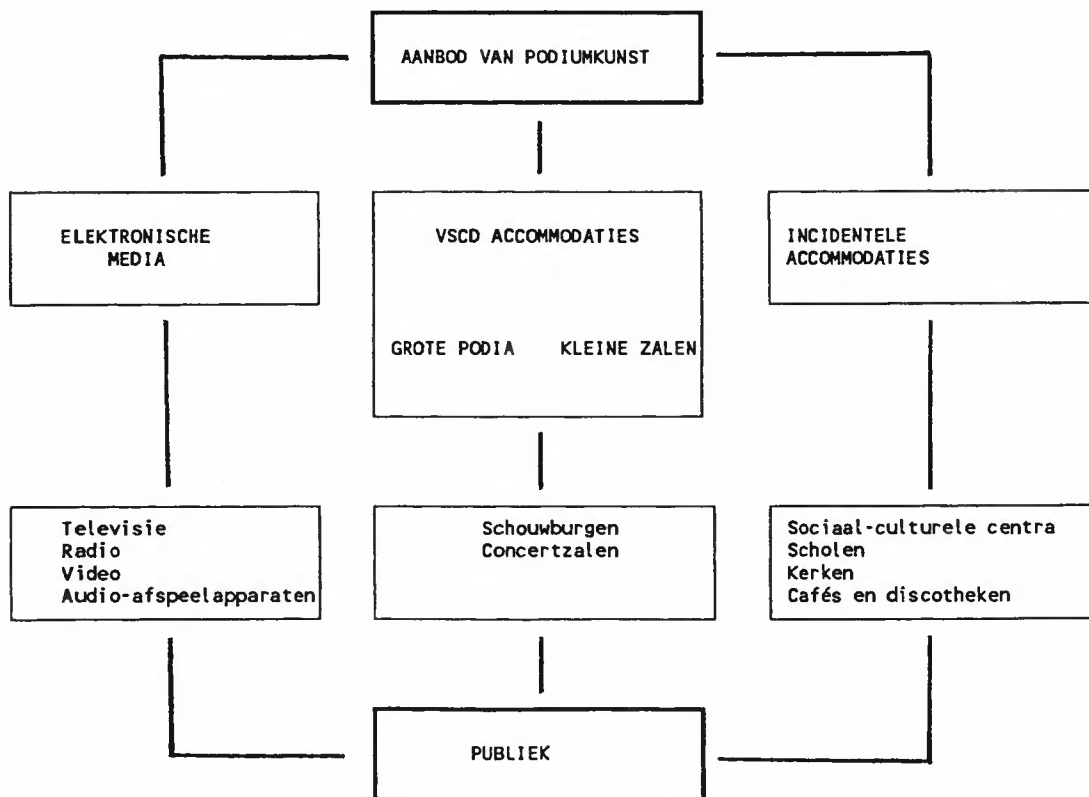 AANBOD VAN PODIUMKUNST
ELEKTRONISCHE
MEDIA
VSCD ACCOMMODATIES
GROTE PODIA KLEINE ZALEN
INCIDENTELE
ACCOMMODATIES
Televisie
Radio
Video
Audio-afspeelapparaten
Schouwburgen
Concertzalen
Sociaal-culturele centra
Scholen
Kerken
Cafés en discotheken
PUBLIEK